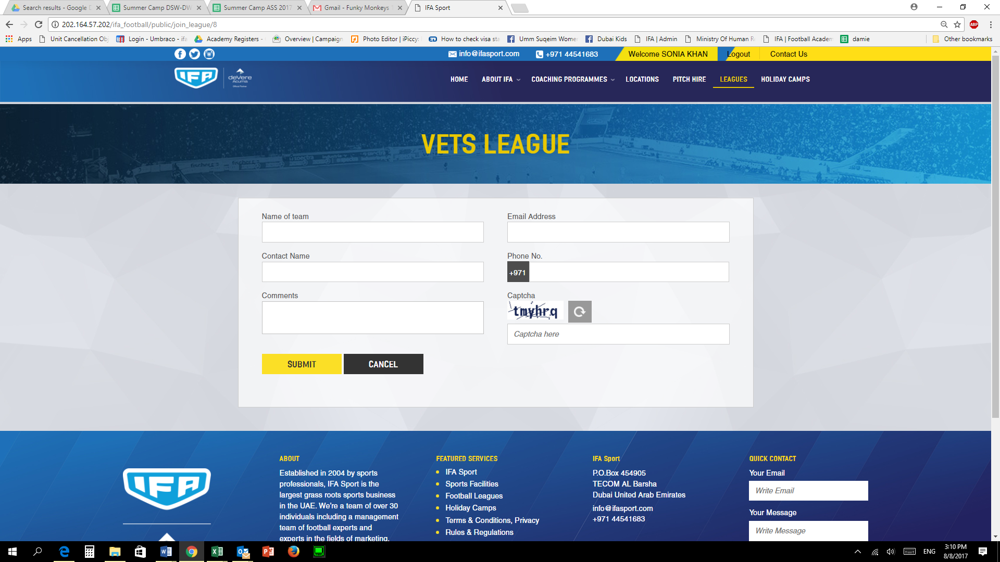 Search results - Google D
Summer Camp DSW-DW
Summer Camp ASS 2017
Gmail - Funky Monkeys
IFA Sport
202.164.57.202/ifa_football/public/join_league/8
ABP
Apps
Unit Cancellation Obj
Login - Umbraco - ifa
Academy Registers -
Overview | Campaign
Photo Editor | iPiccy:
How to check visa sta
Umm Suqeim Wome
Dubai Kids
IFA | Admin
Ministry Of Human R
IFA | Football Academ
damie
Other bookmarks
info@ifasport.com
+971 44541683
Welcome SONIA KHAN
Logout
Contact Us
IFA
deVere
Acuma
HOME
ABOUT IFA
COACHING PROGRAMMES
LOCATIONS
PITCH HIRE
LEAGUES
HOLIDAY CAMPS
VETS LEAGUE
Name of team
Email Address
Contact Name
Phone No.
+971
Comments
Captcha
tmyhrq
Captcha here
SUBMIT
CANCEL
IFA
ABOUT
Established in 2004 by sports
professionals, IFA Sport is the
largest grass roots sports business
in the UAE. We're a team of over 30
individuals including a management
team of football experts and
experts in the fields of marketing,
FEATURED SERVICES
IFA Sport
Sports Facilities
Football Leagues
Holiday Camps
Terms & Conditions, Privacy
Rules & Regulations
IFA Sport
P.O.Box 454905
TECOM AL Barsha
Dubai United Arab Emirates
info@ifasport.com
+971 44541683
QUICK CONTACT
Your Email
Write Email
Your Message
Write Message
ENG
3:10 PM
8/8/2017